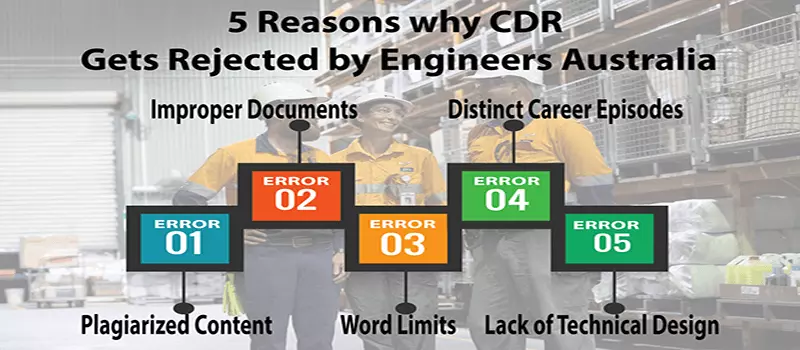 5 Reasons why CDR
Gets Rejected by Engineers Australia
Improper Documents
Distinct Career Episodes
ERROR
01
ERROR
02
ERROR
03
ERROR
04
ERROR
05
Plagiarized Content
Word Limits
Lack of Technical Design